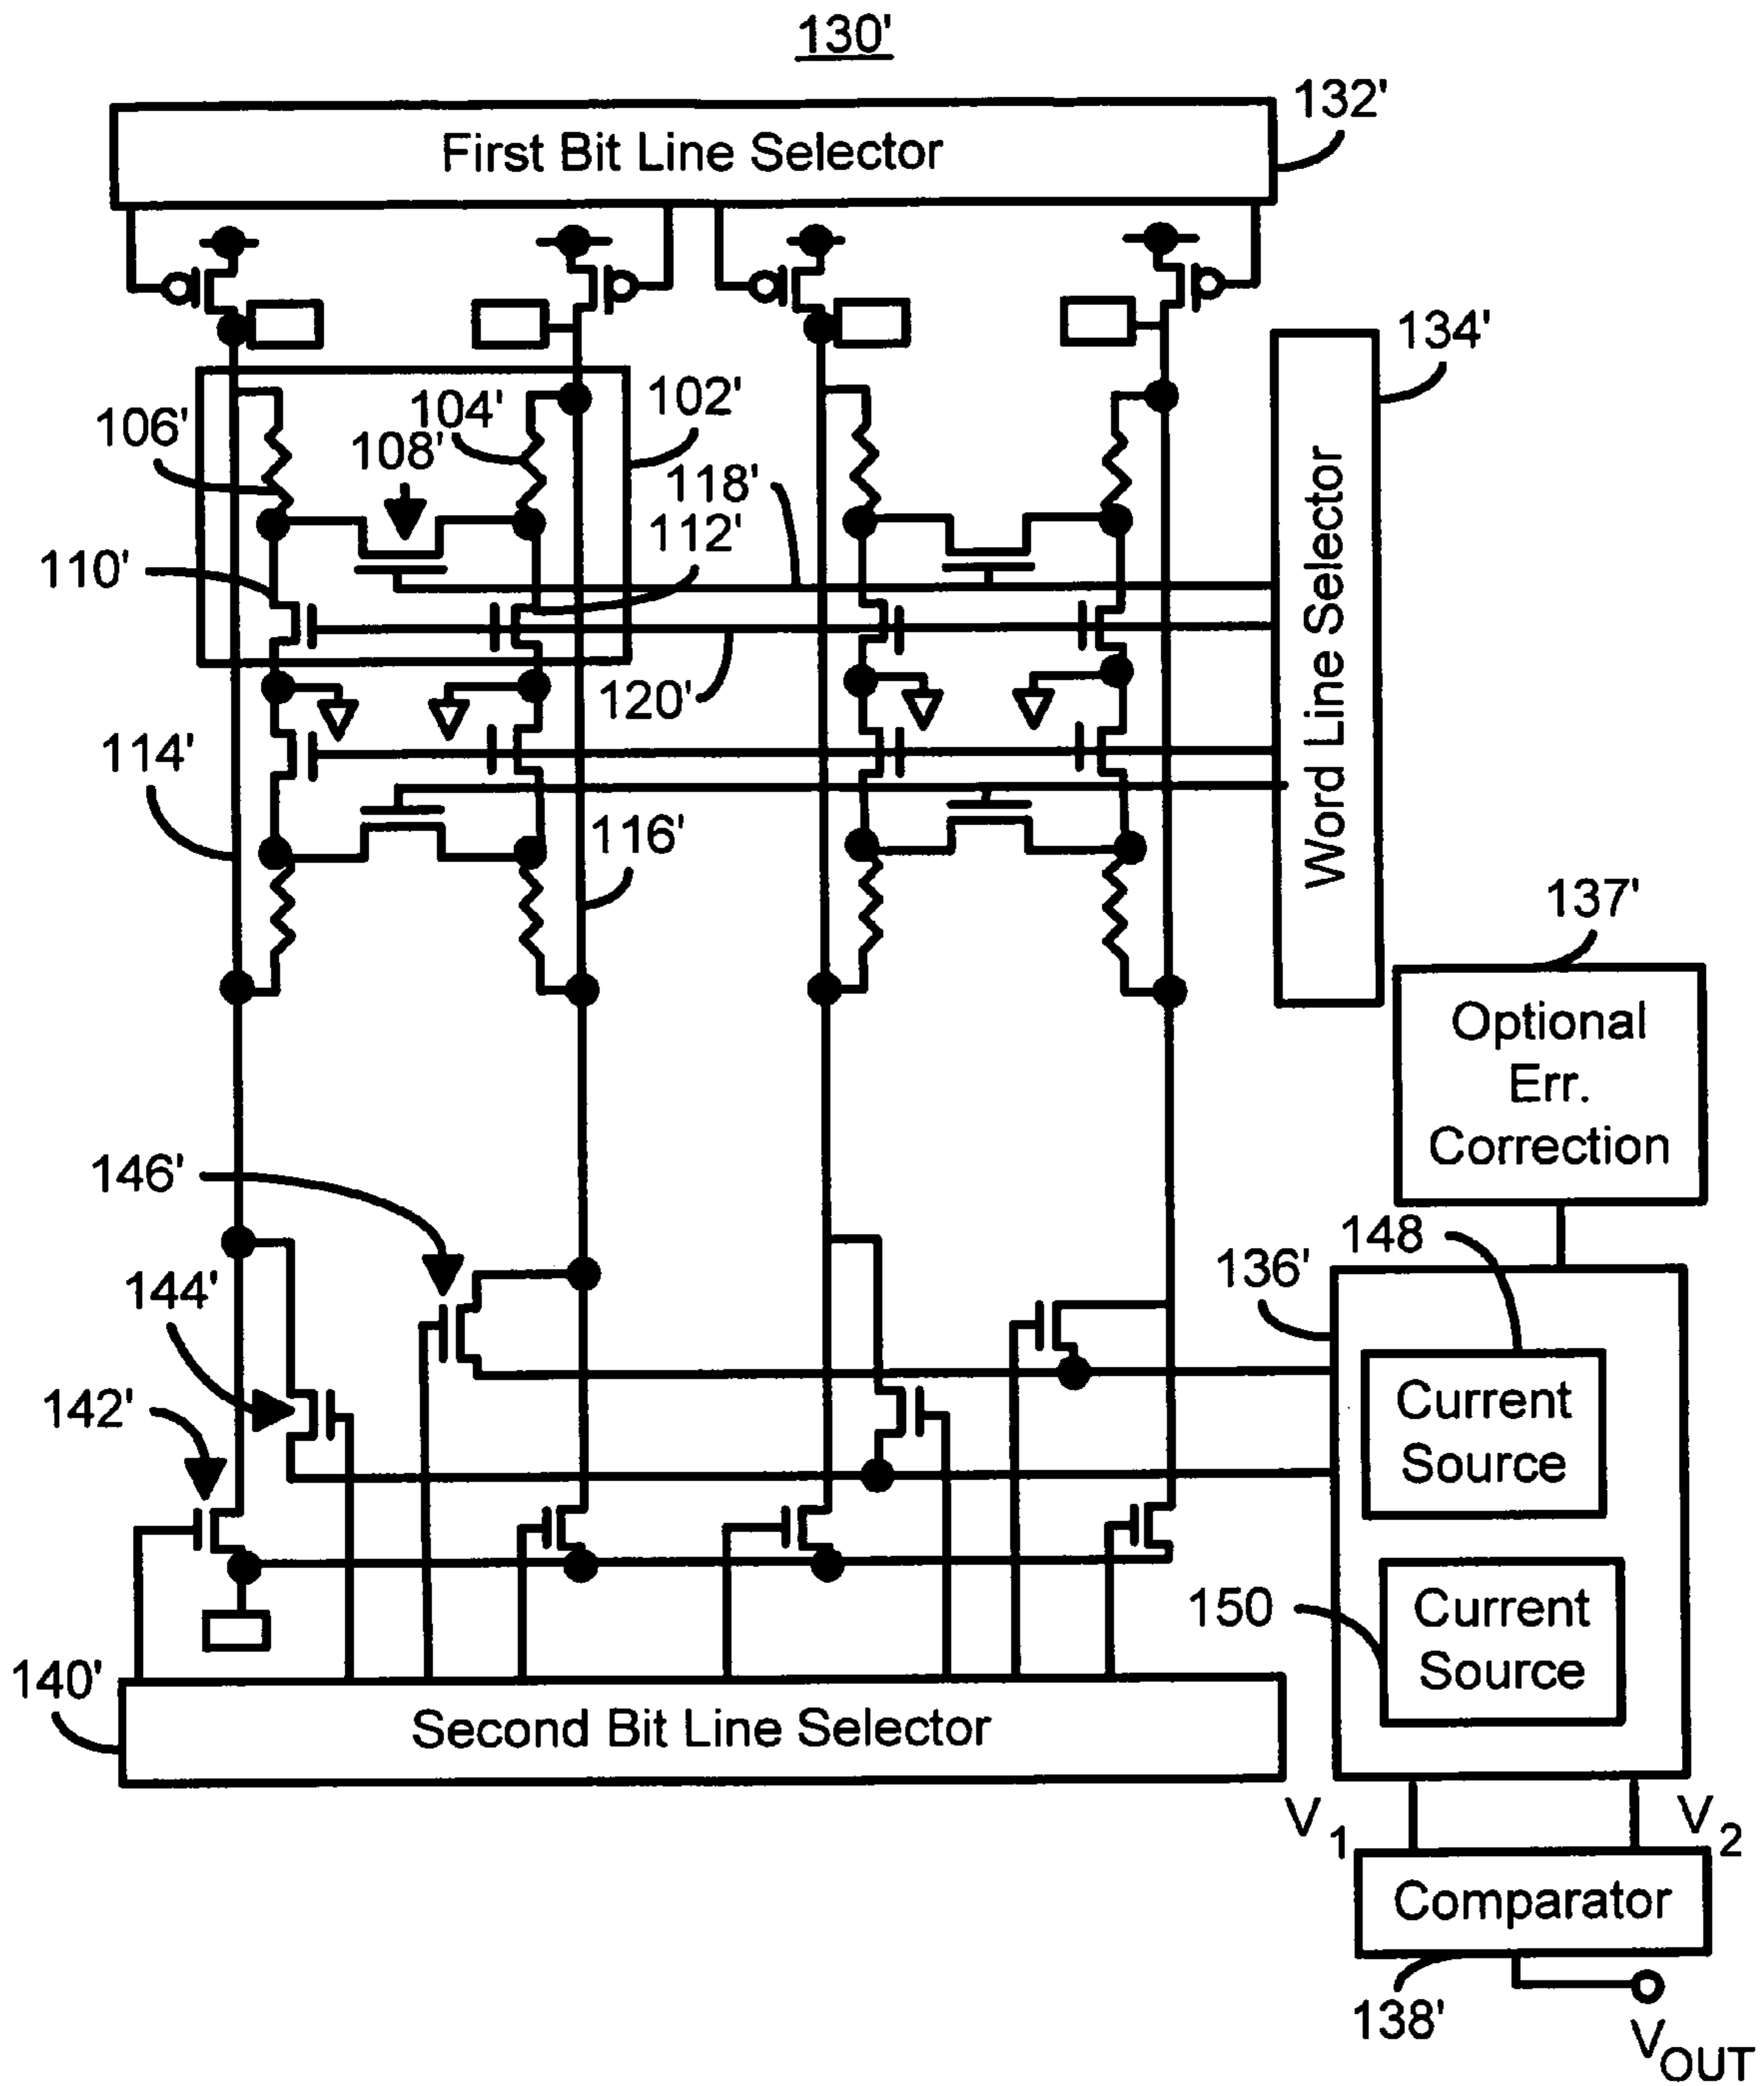 130'
132'
First Bit Line Selector
134'
104'
102'
106'
108'
118'
112'
110'
Word Line Selector
120'
114'
116'
137'
Optional
Err.
Correction
146'
148
136'
144'
Current
Source
142'
150
Current
Source
140'
Second Bit Line Selector
V1
V2
Comparator
138'
VOUT